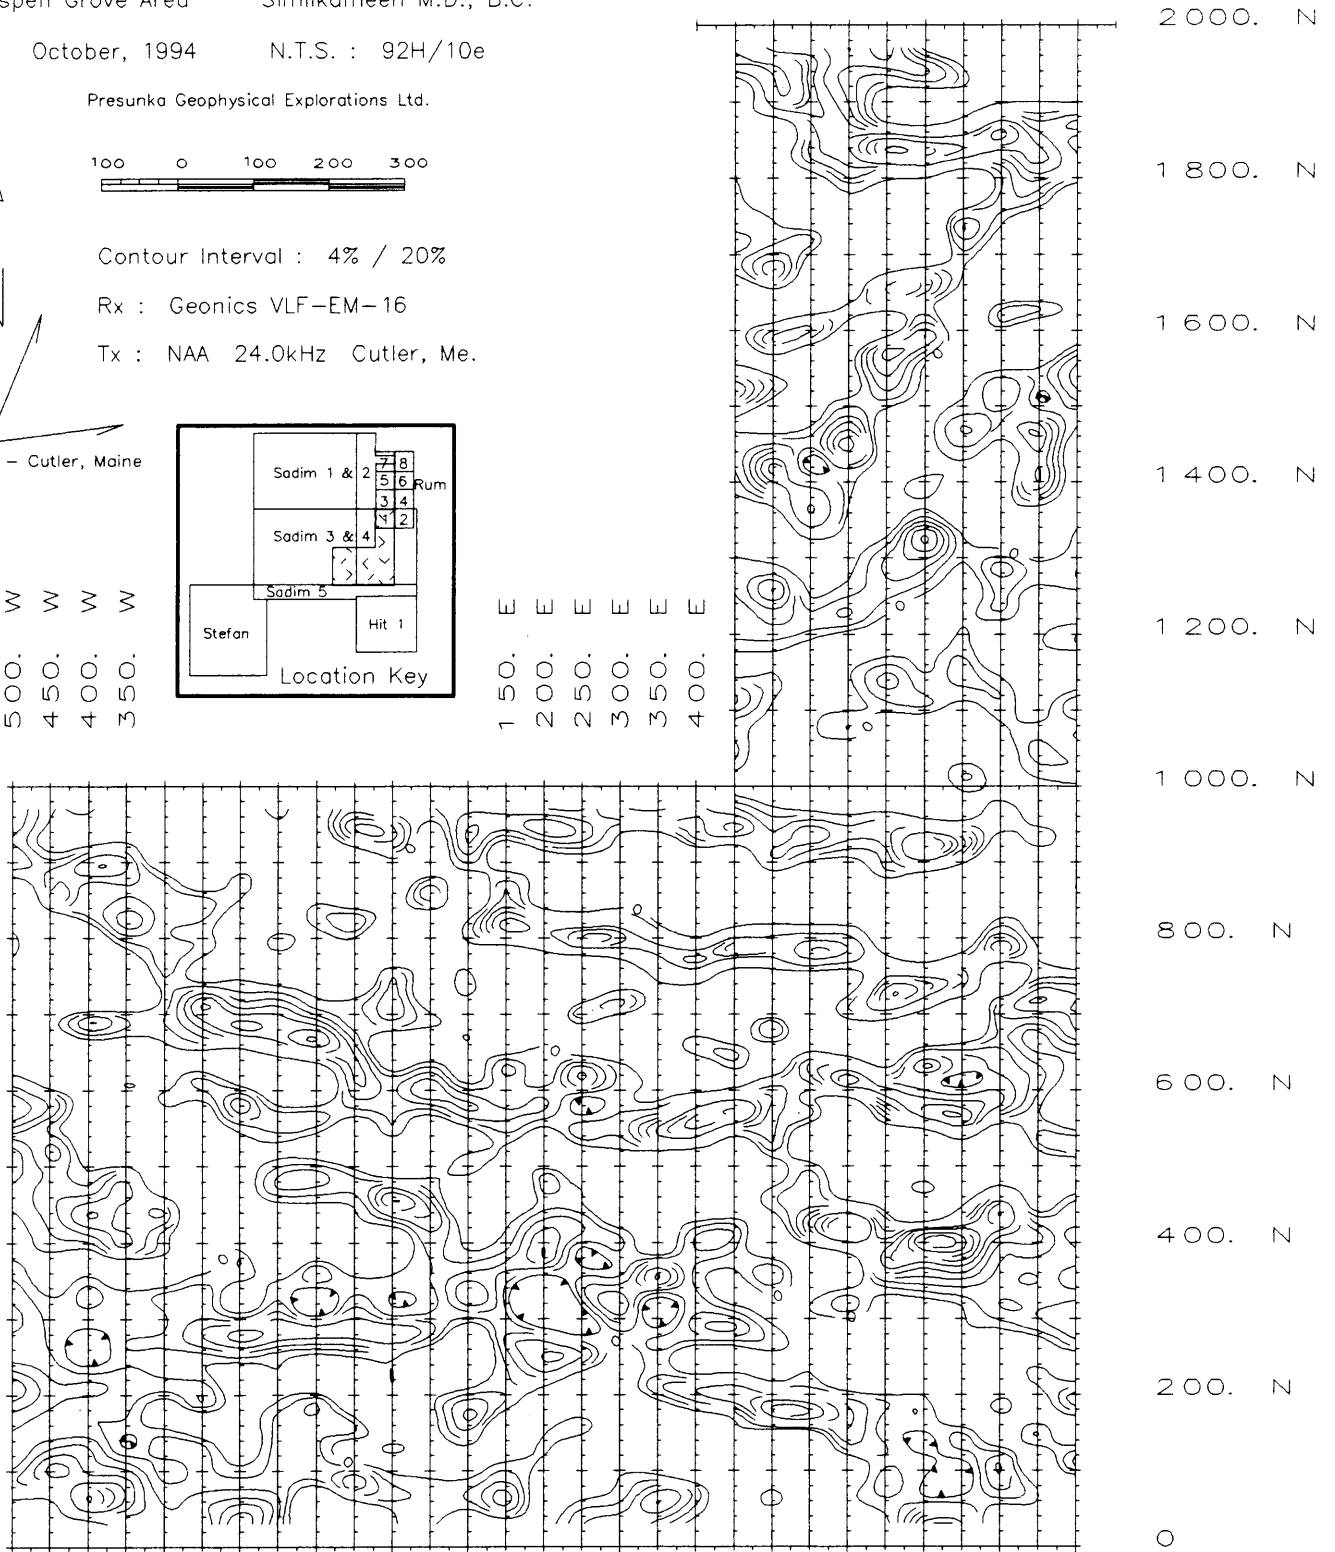 Grove Area Similkameen M.D., B.C.
October, 1994 N.T.S. : 92H/10e
Presunka Geophysical Explorations Ltd.
100 0 100 200 300
Contour Interval : 4% / 20%
Rx : Geonics VLF-EM-16
Tx : NAA 24.0kHz Cutler, Me.
- Cutler, Maine
Sadim 1 & 2
7 8
5 6
Rum
3 4
1 2
Sadim 3 & 4
Sadim 5
Stefan
Hit 1
Location Key
500. W
450. W
400. W
350. W
150. E
200. E
250. E
300. E
350. E
400. E
2000. N
1800. N
1600. N
1400. N
1200. N
1000. N
800. N
600. N
400. N
200. N
0